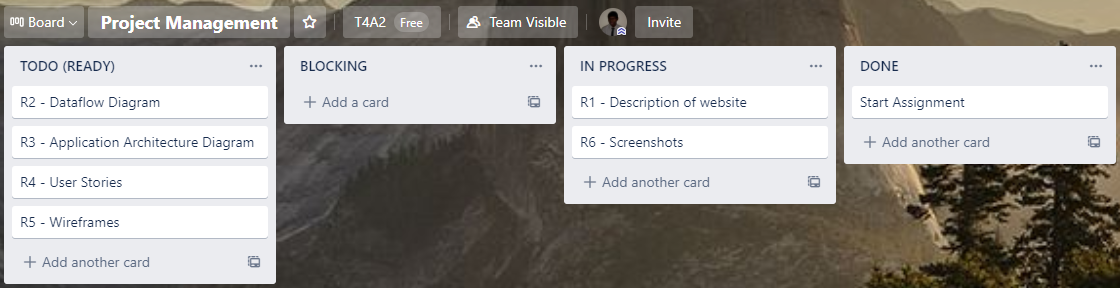 Board
Project Management
T4A2 Free
Team Visible
Invite
TODO (READY)
R2 - Dataflow Diagram
R3 - Application Architecture Diagram
R4 - User Stories
R5 - Wireframes
+ Add another card
BLOCKING
+ Add a card
IN PROGRESS
R1 - Description of website
R6 - Screenshots
+ Add another card
DONE
Start Assignment
+ Add another card